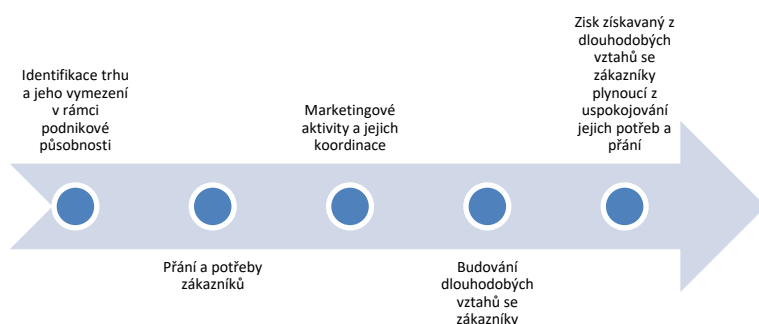 Identifikace trhu
a jeho vymezení
v rámci
podnikové
působnosti
Přání a potřeby
zákazníků
Marketingové
aktivity a jejich
koordinace
Budování
dlouhodobých
vztahů se
zákazníky
Zisk získavaný z
dlouhodobých
vztahů se
zákazníky
plynoucí z
uspokojování
jejich potřeb a
přání